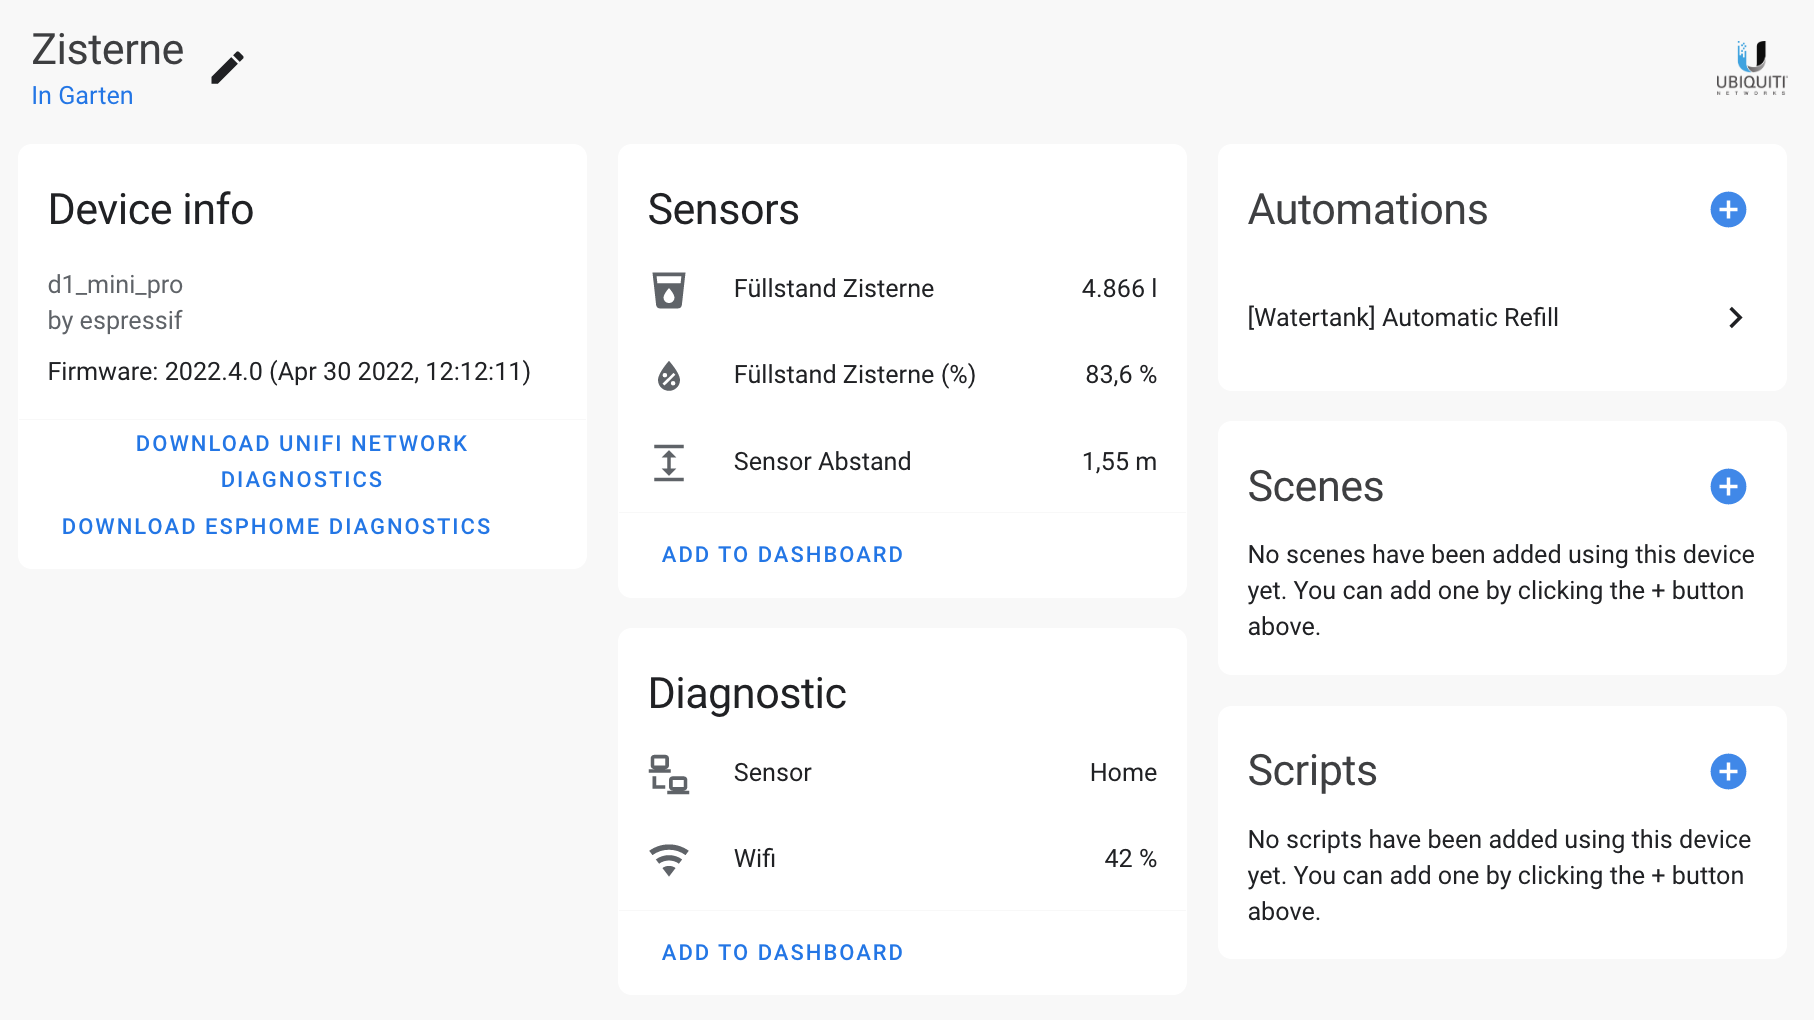 Zisterne
In Garten
UBIQUITI
NETWORKS
Device info
d1_mini_pro
by espressif
Firmware: 2022.4.0 (Apr 30 2022, 12:12:11)
DOWNLOAD UNIFI NETWORK
DIAGNOSTICS
DOWNLOAD ESPHOME DIAGNOSTICS
Sensors
Füllstand Zisterne 4.866 l
Füllstand Zisterne (%) 83,6 %
Sensor Abstand 1,55 m
ADD TO DASHBOARD
Diagnostic
Sensor Home
Wifi 42 %
ADD TO DASHBOARD
Automations
[Watertank] Automatic Refill
Scenes
No scenes have been added using this device
yet. You can add one by clicking the + button
above.
Scripts
No scripts have been added using this device
yet. You can add one by clicking the + button
above.